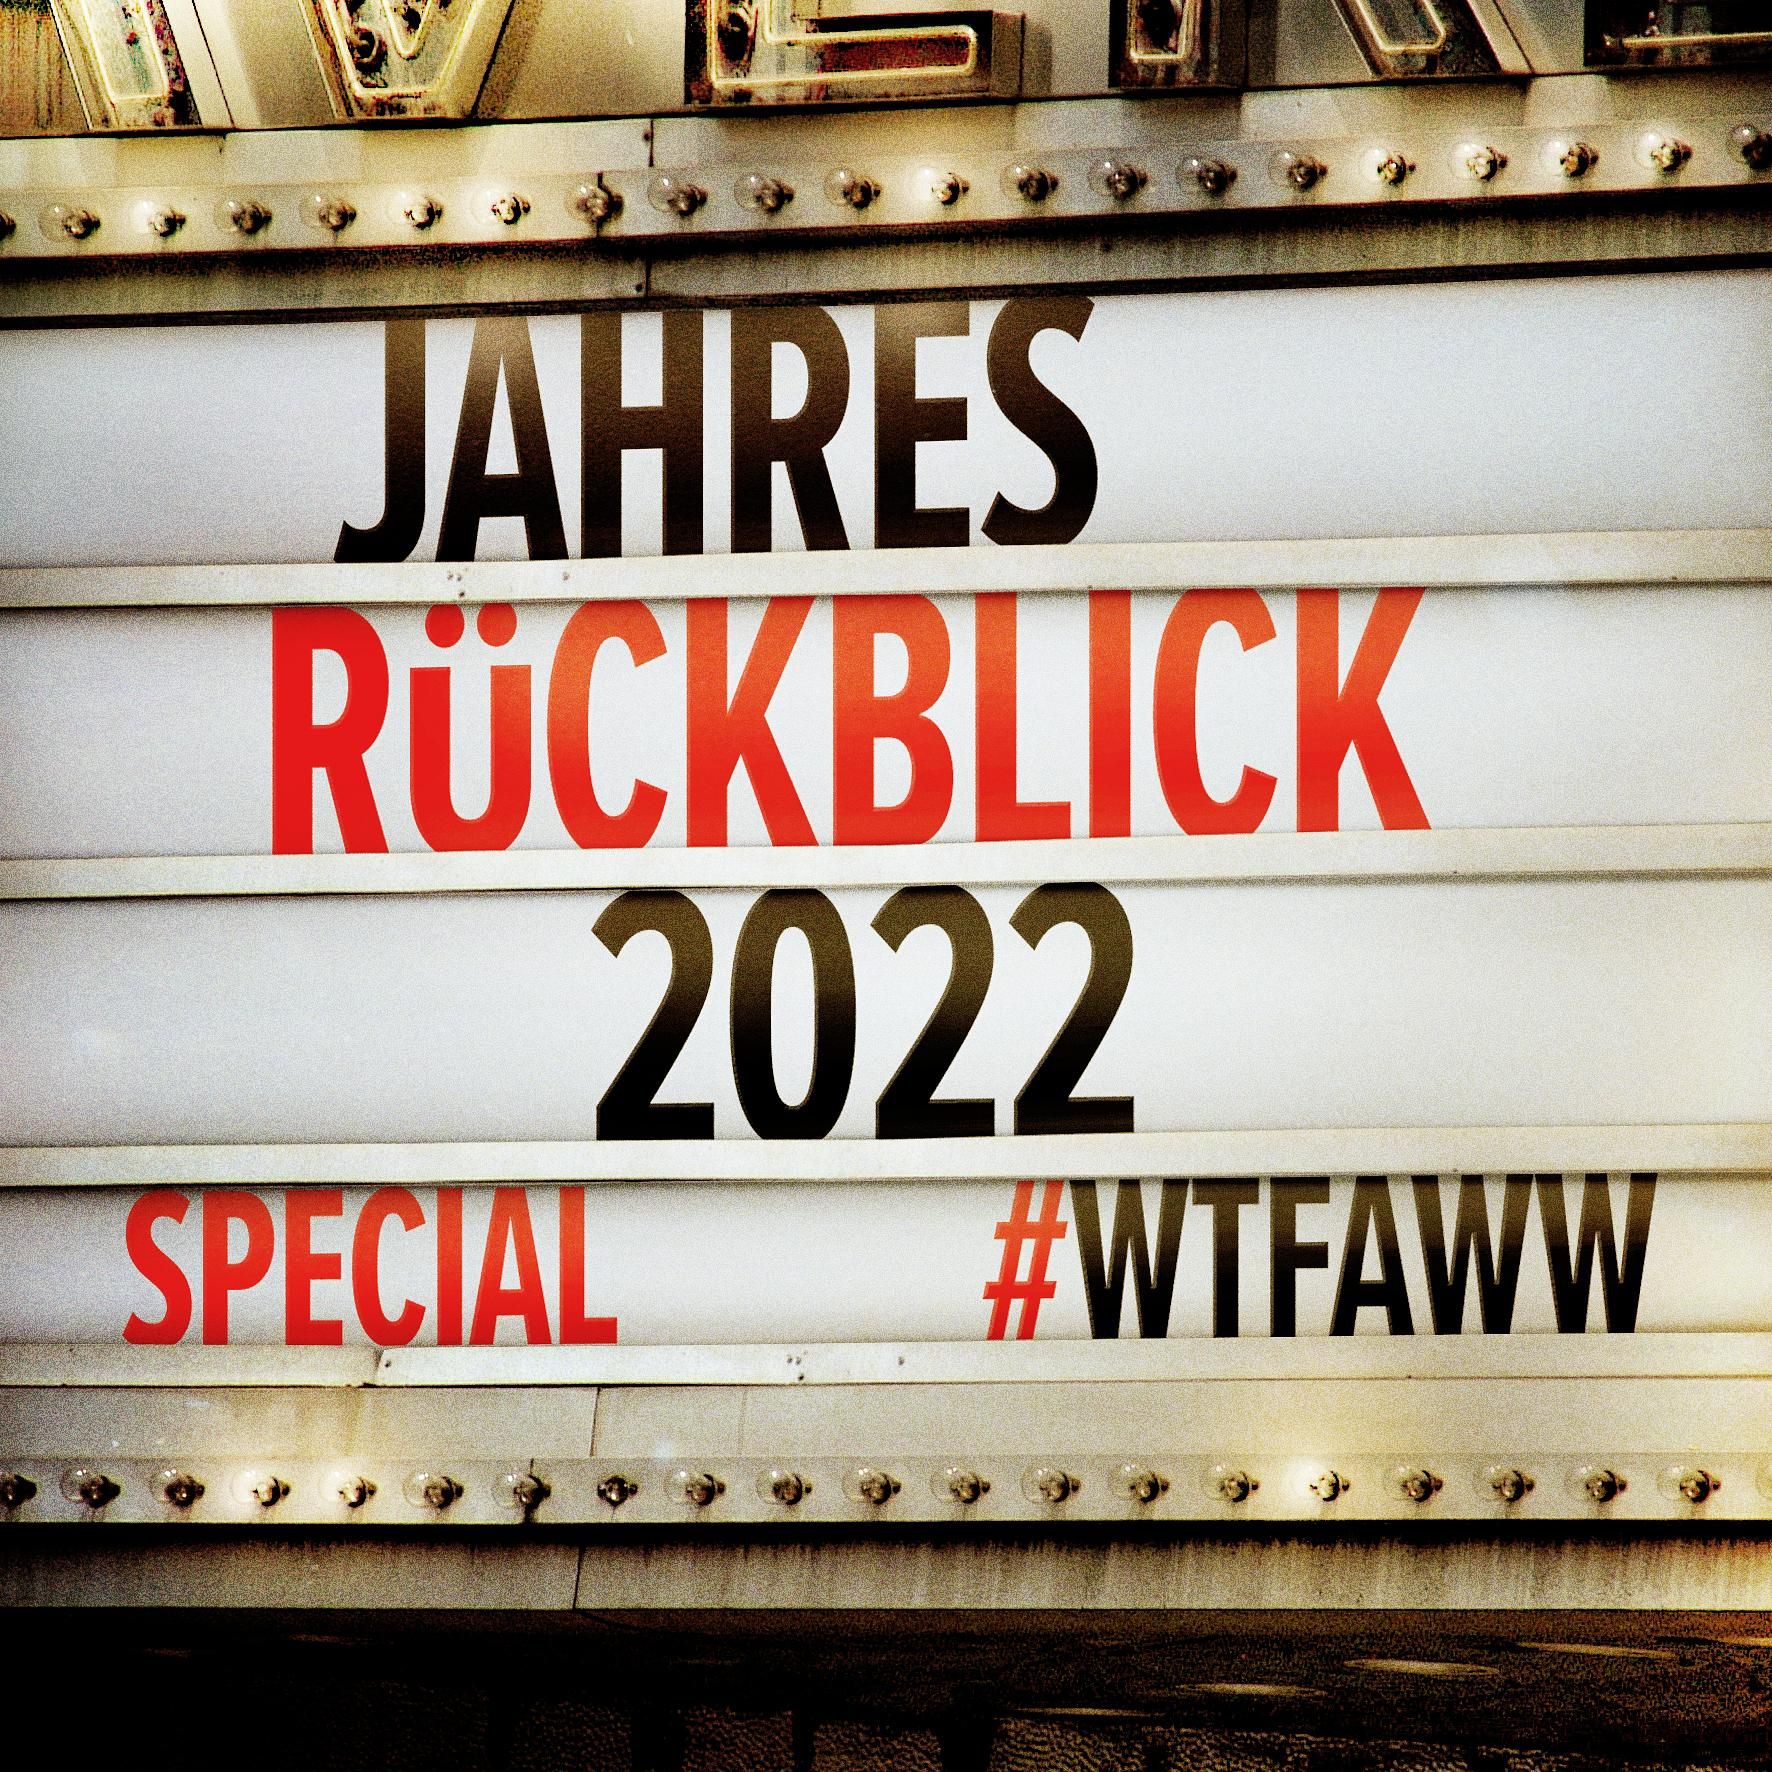 JAHRES
RüCKBLICK
2022
SPECIAL #WTFAWW